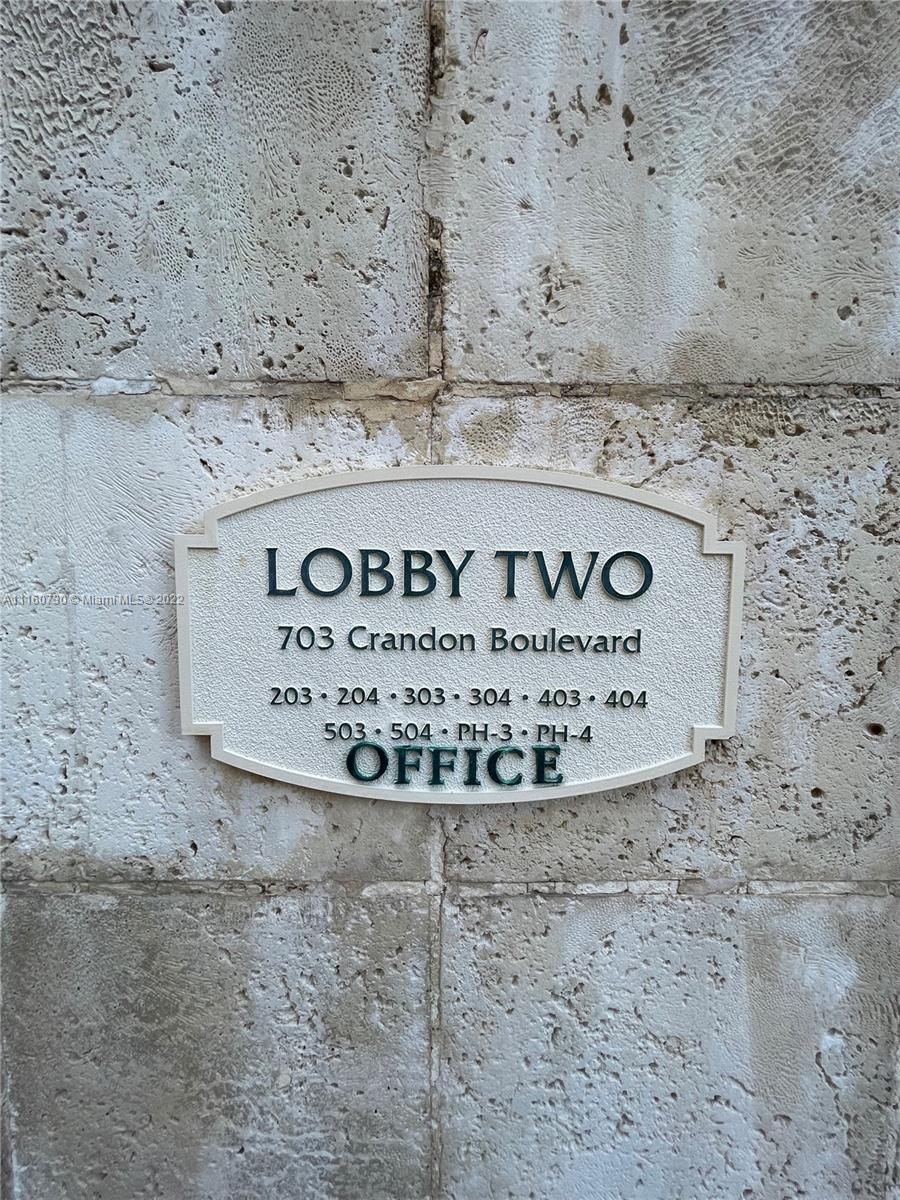 LOBBY TWO
A11160790 © Miami MLS 2022
703 Crandon Boulevard
203 • 204 • 303 • 304 • 403 • 404
503 • 504 • PH-3 • PH-4
OFFICE